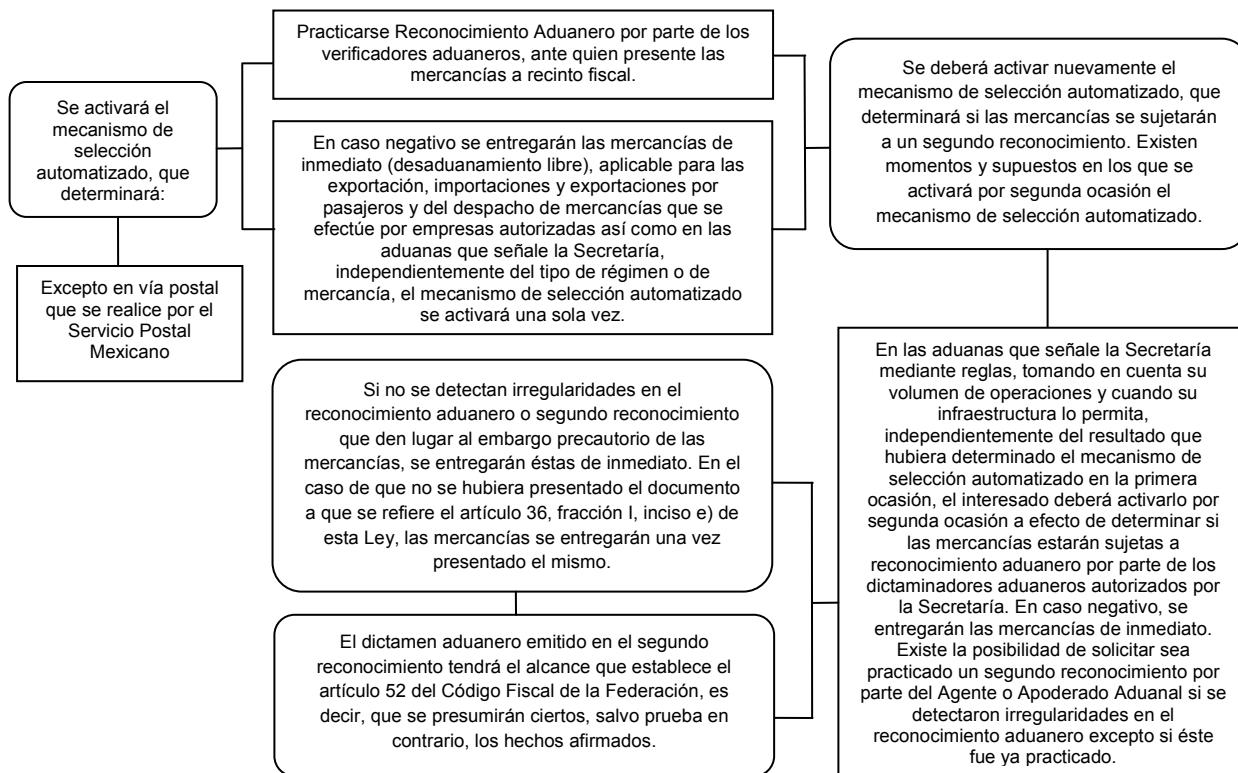 Se activará el
mecanismo de
selección
automatizado, que
determinará:
Excepto en vía postal
que se realice por el
Servicio Postal
Mexicano
Practicarse Reconocimiento Aduanero por parte de los
verificadores aduaneros, ante quien presente las
mercancías a recinto fiscal.
En caso negativo se entregarán las mercancías de
inmediato (desaduanamiento libre), aplicable para las
exportación, importaciones y exportaciones por
pasajeros y del despacho de mercancías que se
efectúe por empresas autorizadas así como en las
aduanas que señale la Secretaría,
independientemente del tipo de régimen o de
mercancía, el mecanismo de selección automatizado
se activará una sola vez.
Se deberá activar nuevamente el
mecanismo de selección automatizado, que
determinará si las mercancías se sujetarán
a un segundo reconocimiento. Existen
momentos y supuestos en los que se
activará por segunda ocasión el
mecanismo de selección automatizado.
En las aduanas que señale la Secretaría
mediante reglas, tomando en cuenta su
volumen de operaciones y cuando su
infraestructura lo permita,
independientemente del resultado que
hubiera determinado el mecanismo de
selección automatizado en la primera
ocasión, el interesado deberá activarlo por
segunda ocasión a efecto de determinar si
las mercancías estarán sujetas a
reconocimiento aduanero por parte de los
dictaminadores aduaneros autorizados por
la Secretaría. En caso negativo, se
entregarán las mercancías de inmediato.
Existe la posibilidad de solicitar sea
practicado un segundo reconocimiento por
parte del Agente o Apoderado Aduanal si se
detectaron irregularidades en el
reconocimiento aduanero excepto si éste
fue ya practicado.
Si no se detectan irregularidades en el
reconocimiento aduanero o segundo reconocimiento
que den lugar al embargo precautorio de las
mercancías, se entregarán éstas de inmediato. En el
caso de que no se hubiera presentado el documento
a que se refiere el artículo 36, fracción I, inciso e) de
esta Ley, las mercancías se entregarán una vez
presentado el mismo.
El dictamen aduanero emitido en el segundo
reconocimiento tendrá el alcance que establece el
artículo 52 del Código Fiscal de la Federación, es
decir, que se presumirán ciertos, salvo prueba en
contrario, los hechos afirmados.